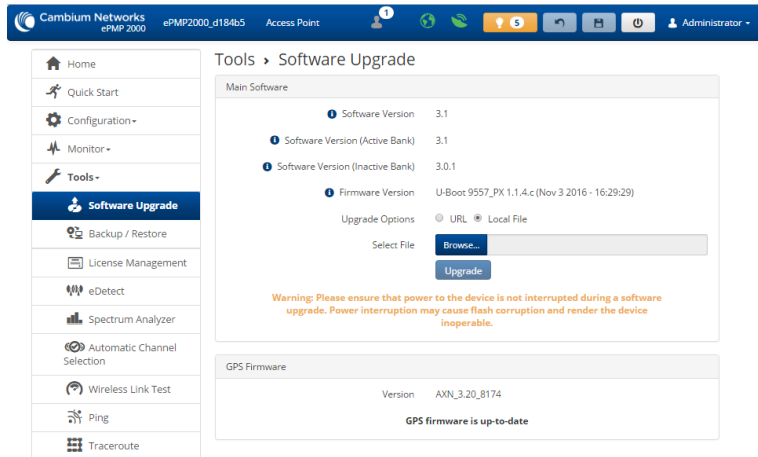 Cambium Networks
ePMP 2000
ePMP2000_d184b5
Access Point
1
5
Administrator
Home
Quick Start
Configuration
Monitor
Tools
Software Upgrade
Backup / Restore
License Management
eDetect
Spectrum Analyzer
Automatic Channel
Selection
Wireless Link Test
Ping
Traceroute
Tools › Software Upgrade
Main Software
Software Version 3.1
Software Version (Active Bank) 3.1
Software Version (Inactive Bank) 3.0.1
Firmware Version U-Boot 9557_PX 1.1.4.c (Nov 3 2016 - 16:29:29)
Upgrade Options URL Local File
Select File Browse...
Upgrade
Warning: Please ensure that power to the device is not interrupted during a software
upgrade. Power interruption may cause flash corruption and render the device
inoperable.
GPS Firmware
Version AXN_3.20_8174
GPS firmware is up-to-date